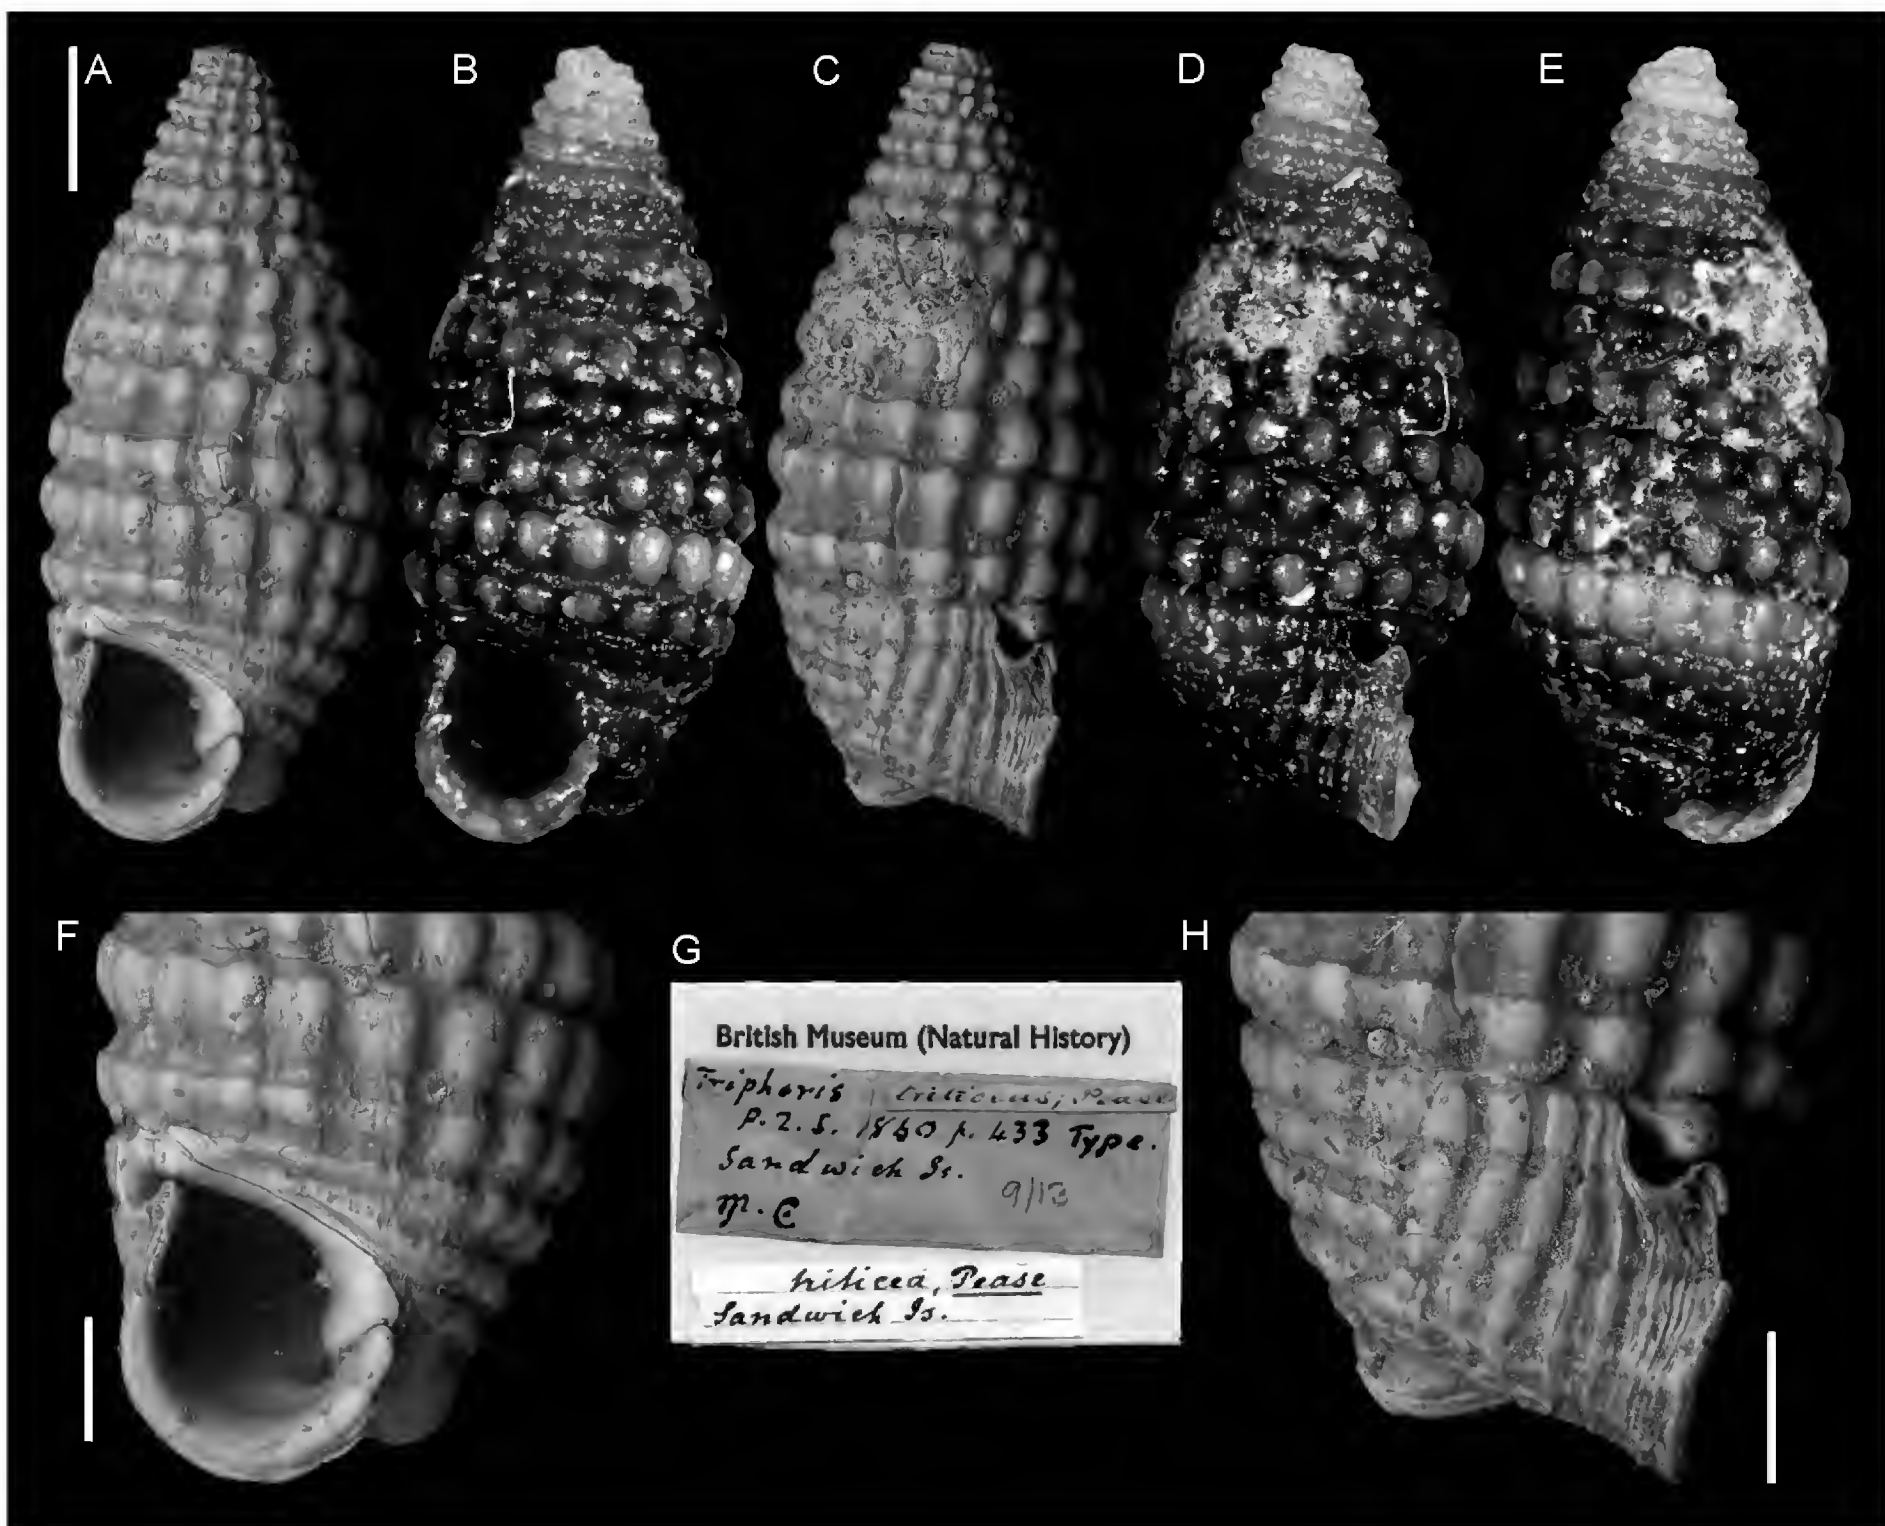 A
B
C
D
E
F
G
H
British Museum (Natural History)
Triphoris triticeus, Pease
P.Z.S. 1860 p. 433 Type.
Sandwich Is.
9/13
M.C
triticea, Pease
Sandwich Is.